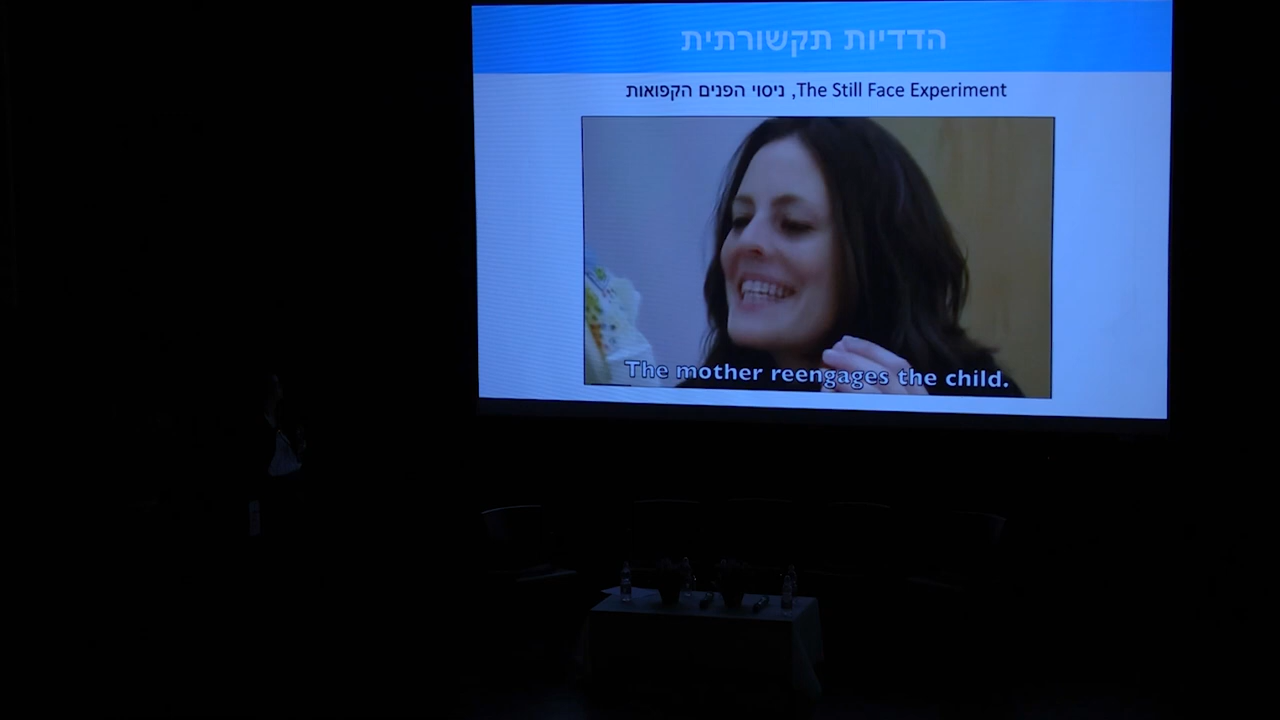 הדדיות תקשורתית
The Still Face Experiment, ניסוי הפנים הקפואות
The mother reengages the child.